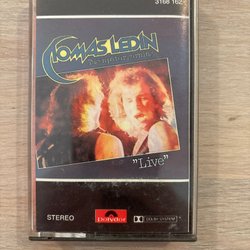 3166 162
TOMAS LEDIN
"Live"
STEREO
Polydor
DOLBY SYSTEM